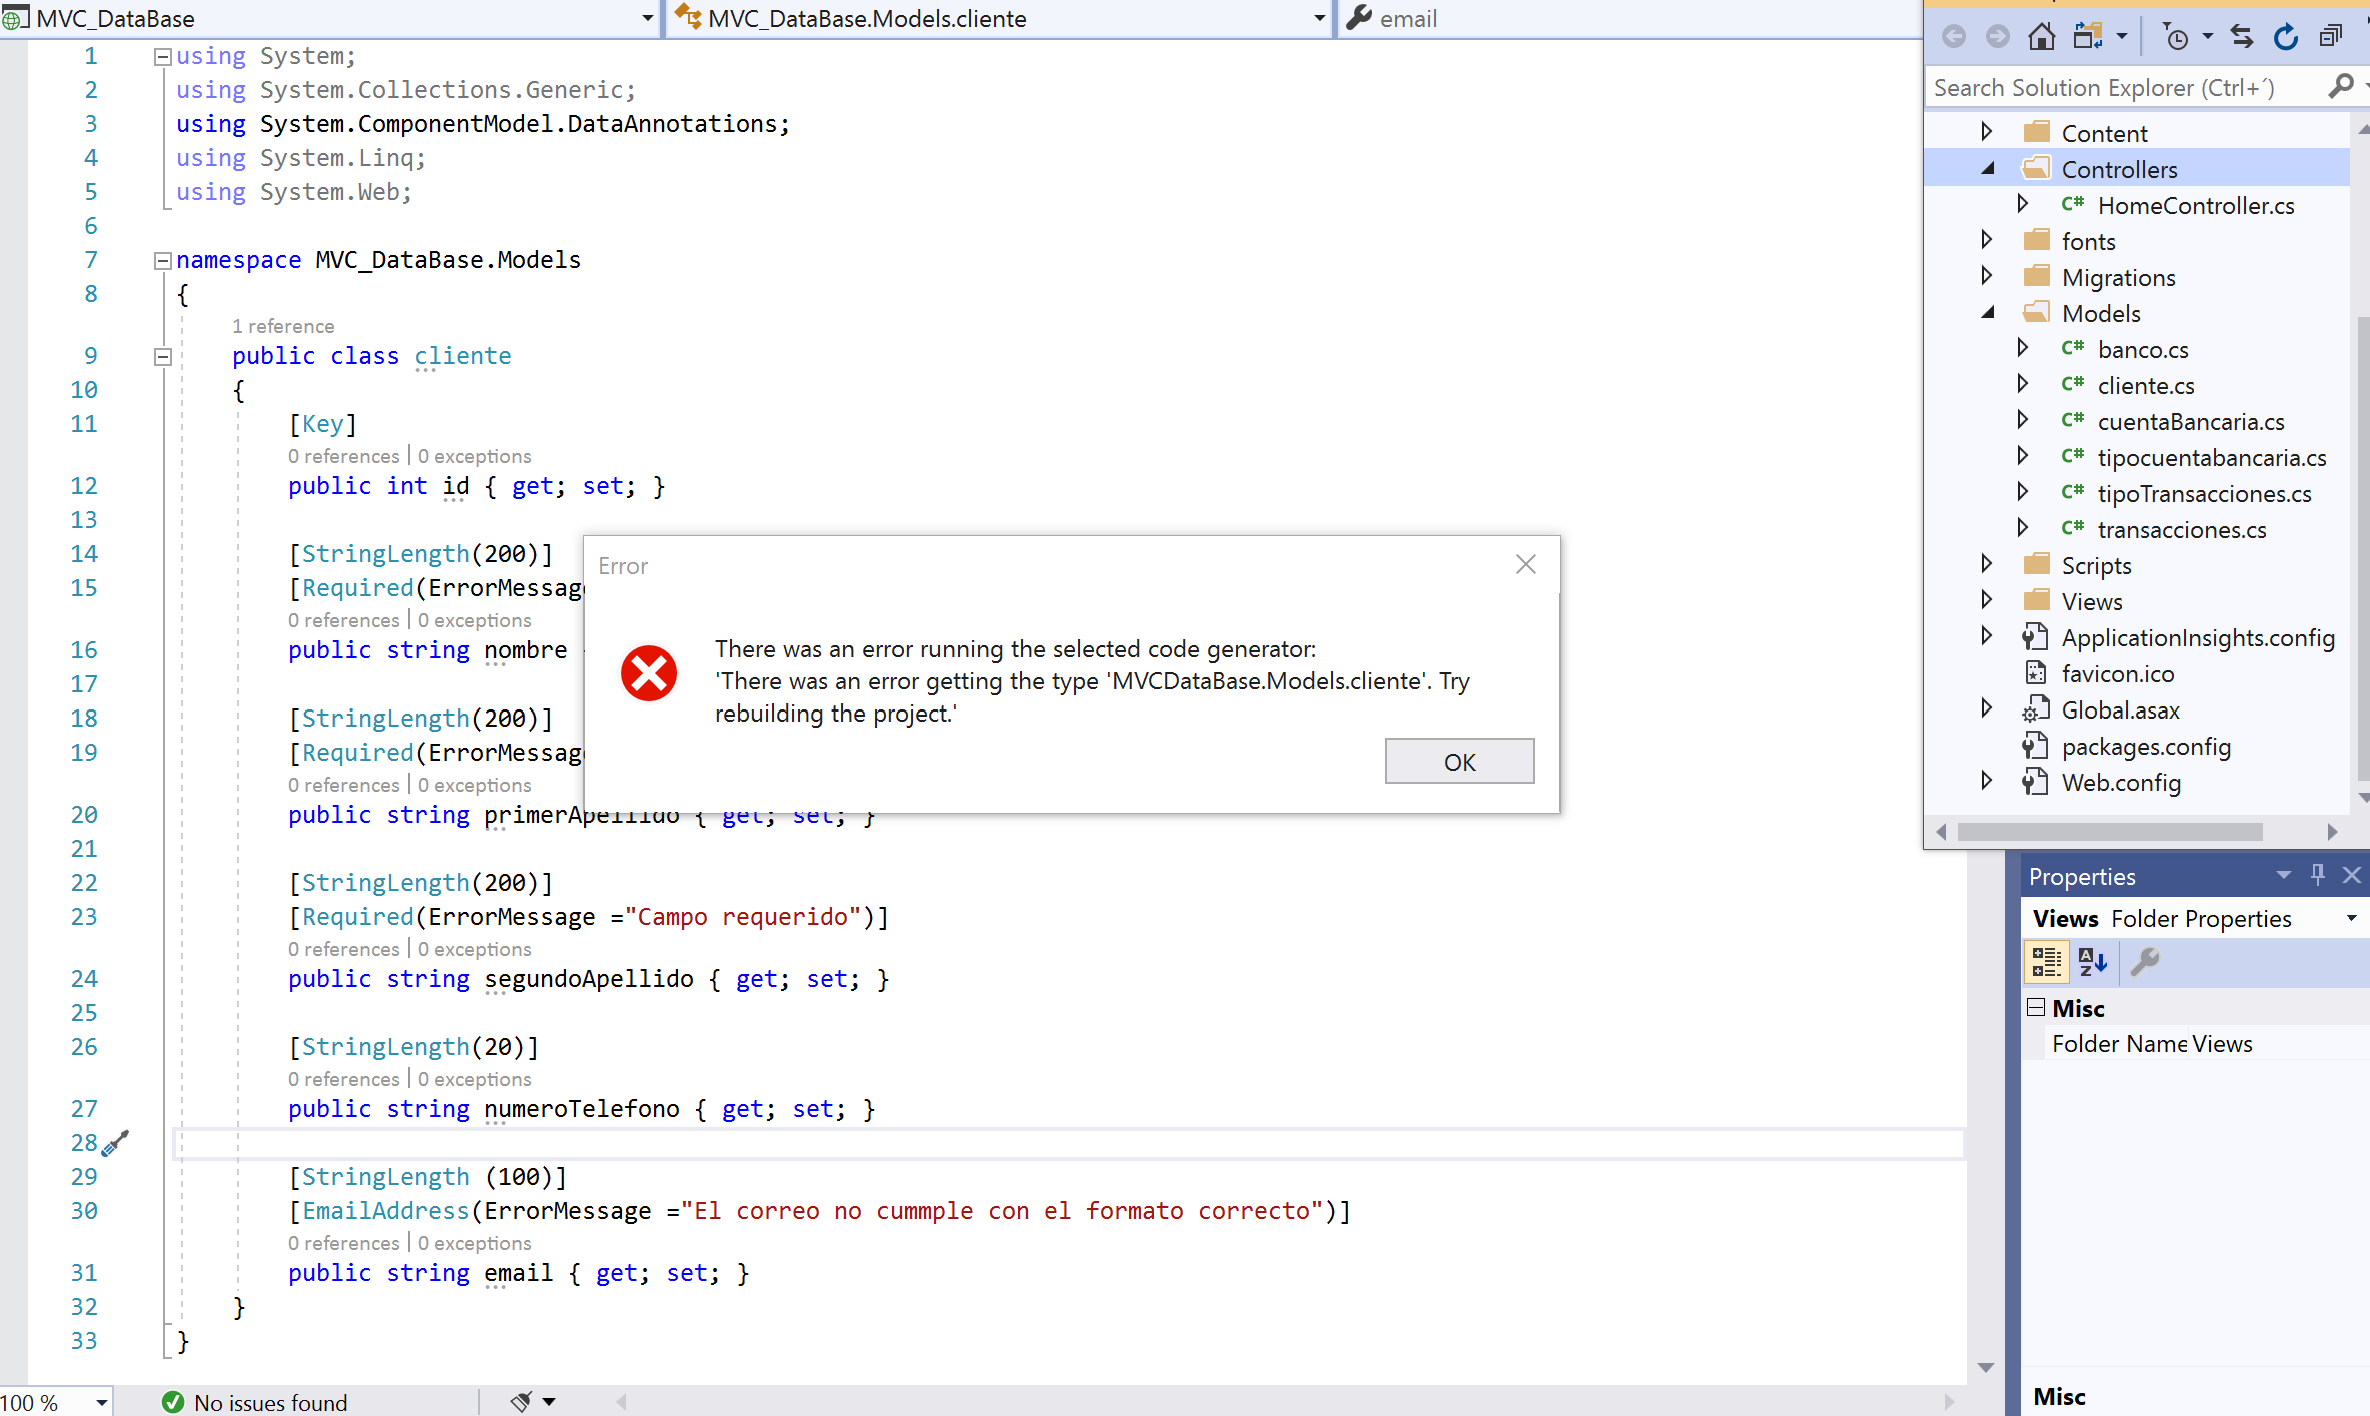 MVC_DataBase
MVC_DataBase.Models.cliente
email
1 using System;
2 using System.Collections.Generic;
3 using System.ComponentModel.DataAnnotations;
4 using System.Linq;
5 using System.Web;
6
7 namespace MVC_DataBase.Models
8 {
1 reference
9 public class cliente
10 {
11 [Key]
0 references | 0 exceptions
12 public int id { get; set; }
13
14 [StringLength(200)]
15 [Required(ErrorMessage
0 references | 0 exceptions
16 public string nombre
17
18 [StringLength(200)]
19 [Required(ErrorMessage
0 references | 0 exceptions
20 public string primerApellido { get; set; }
21
22 [StringLength(200)]
23 [Required(ErrorMessage ="Campo requerido")]
0 references | 0 exceptions
24 public string segundoApellido { get; set; }
25
26 [StringLength(20)]
0 references | 0 exceptions
27 public string numeroTelefono { get; set; }
28
29 [StringLength (100)]
30 [EmailAddress(ErrorMessage ="El correo no cummple con el formato correcto")]
0 references | 0 exceptions
31 public string email { get; set; }
32 }
33 }
100 %
No issues found
Error
There was an error running the selected code generator:
'There was an error getting the type 'MVCDataBase.Models.cliente'. Try
rebuilding the project.'
OK
Search Solution Explorer (Ctrl+´)
Content
Controllers
C# HomeController.cs
fonts
Migrations
Models
C# banco.cs
C# cliente.cs
C# cuentaBancaria.cs
C# tipocuentabancaria.cs
C# tipoTransacciones.cs
C# transacciones.cs
Scripts
Views
ApplicationInsights.config
favicon.ico
Global.asax
packages.config
Web.config
Properties
Views Folder Properties
Misc
Folder Name Views
Misc